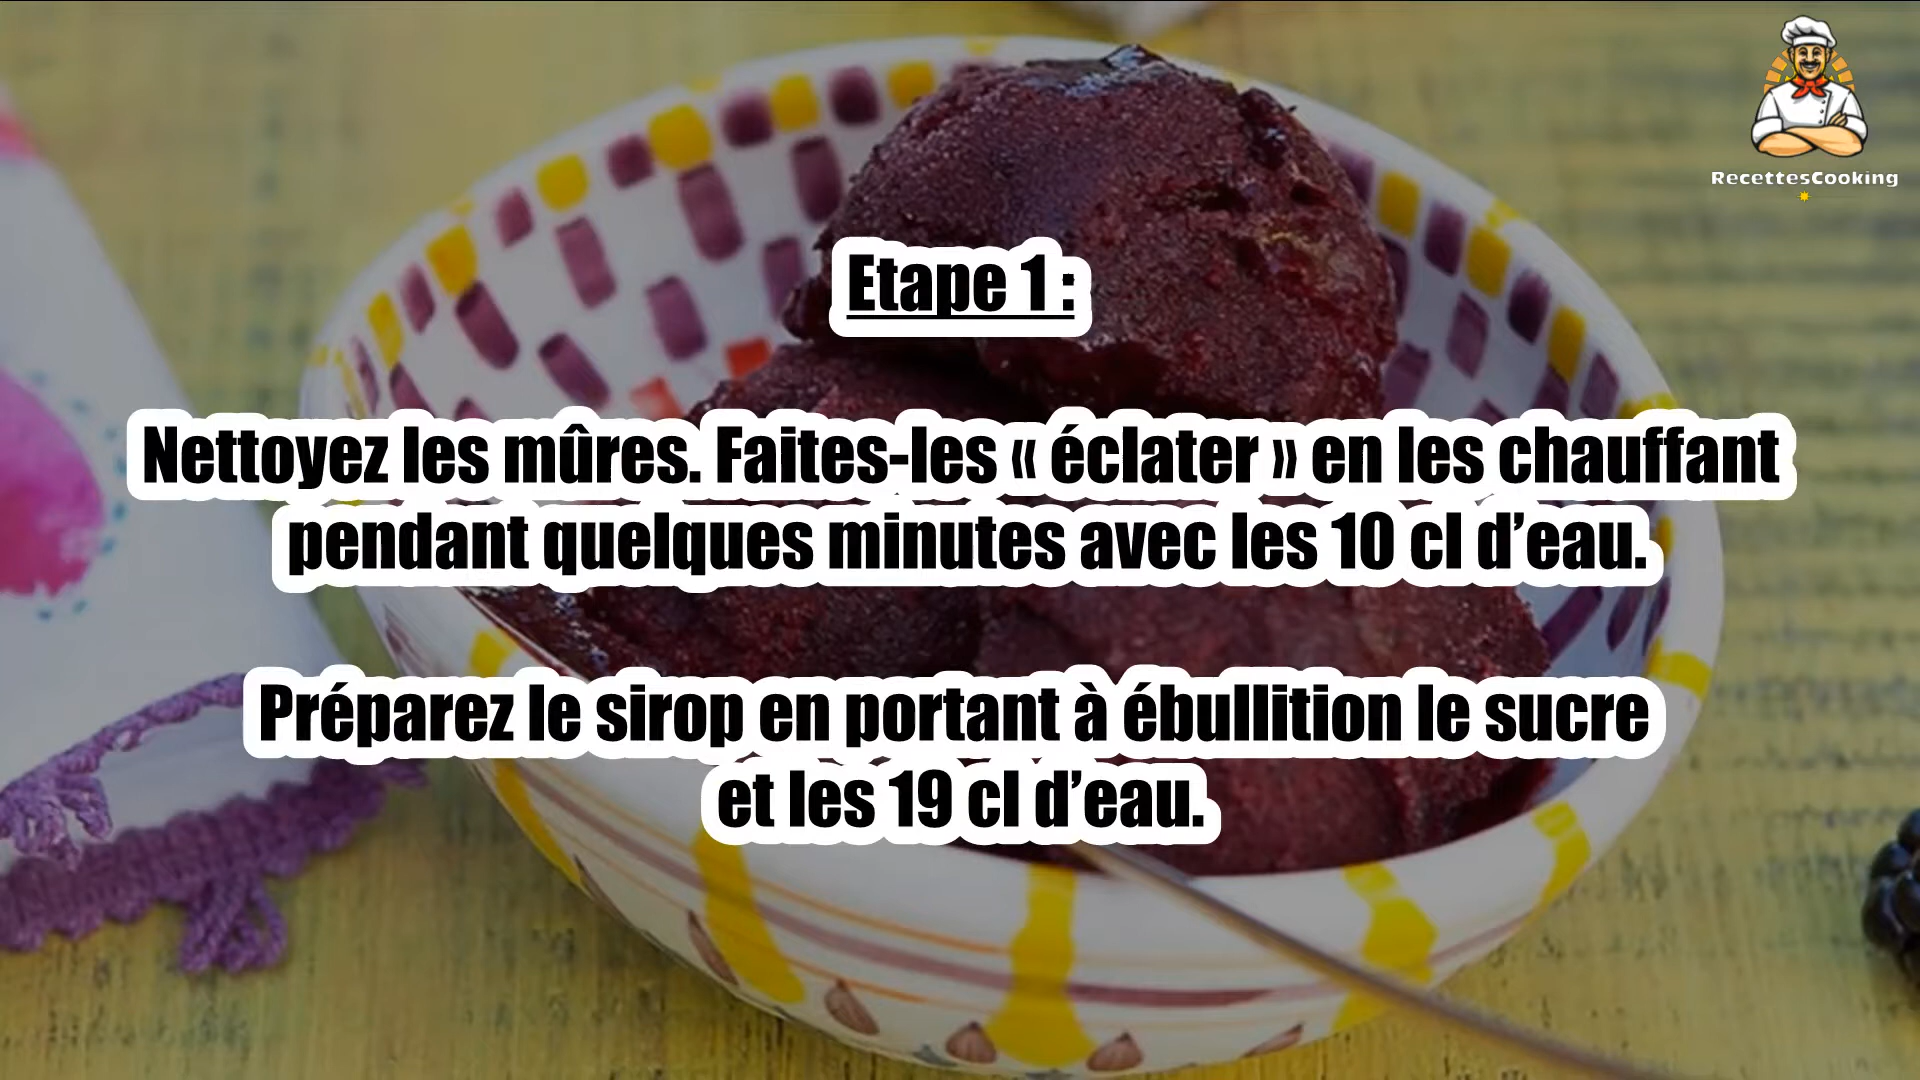 RecettesCooking
Etape 1 :
Nettoyez les mûres. Faites-les « éclater » en les chauffant
pendant quelques minutes avec les 10 cl d’eau.
Préparez le sirop en portant à ébullition le sucre
et les 19 cl d’eau.